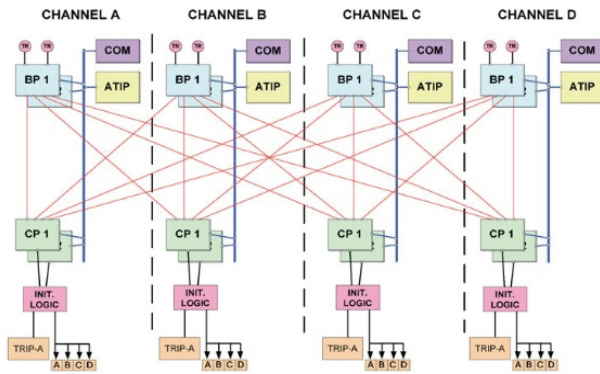 CHANNEL A
CHANNEL B
CHANNEL C
CHANNEL D
TR TR
TR TR
TR TR
TR TR
COM
COM
COM
COM
BP 1
BP 1
BP 1
BP 1
ATIP
ATIP
ATIP
ATIP
CP 1
CP 1
CP 1
CP 1
INIT.
LOGIC
INIT.
LOGIC
INIT.
LOGIC
INIT.
LOGIC
TRIP-A
TRIP-A
TRIP-A
TRIP-A
A B C D
A B C D
A B C D
A B C D